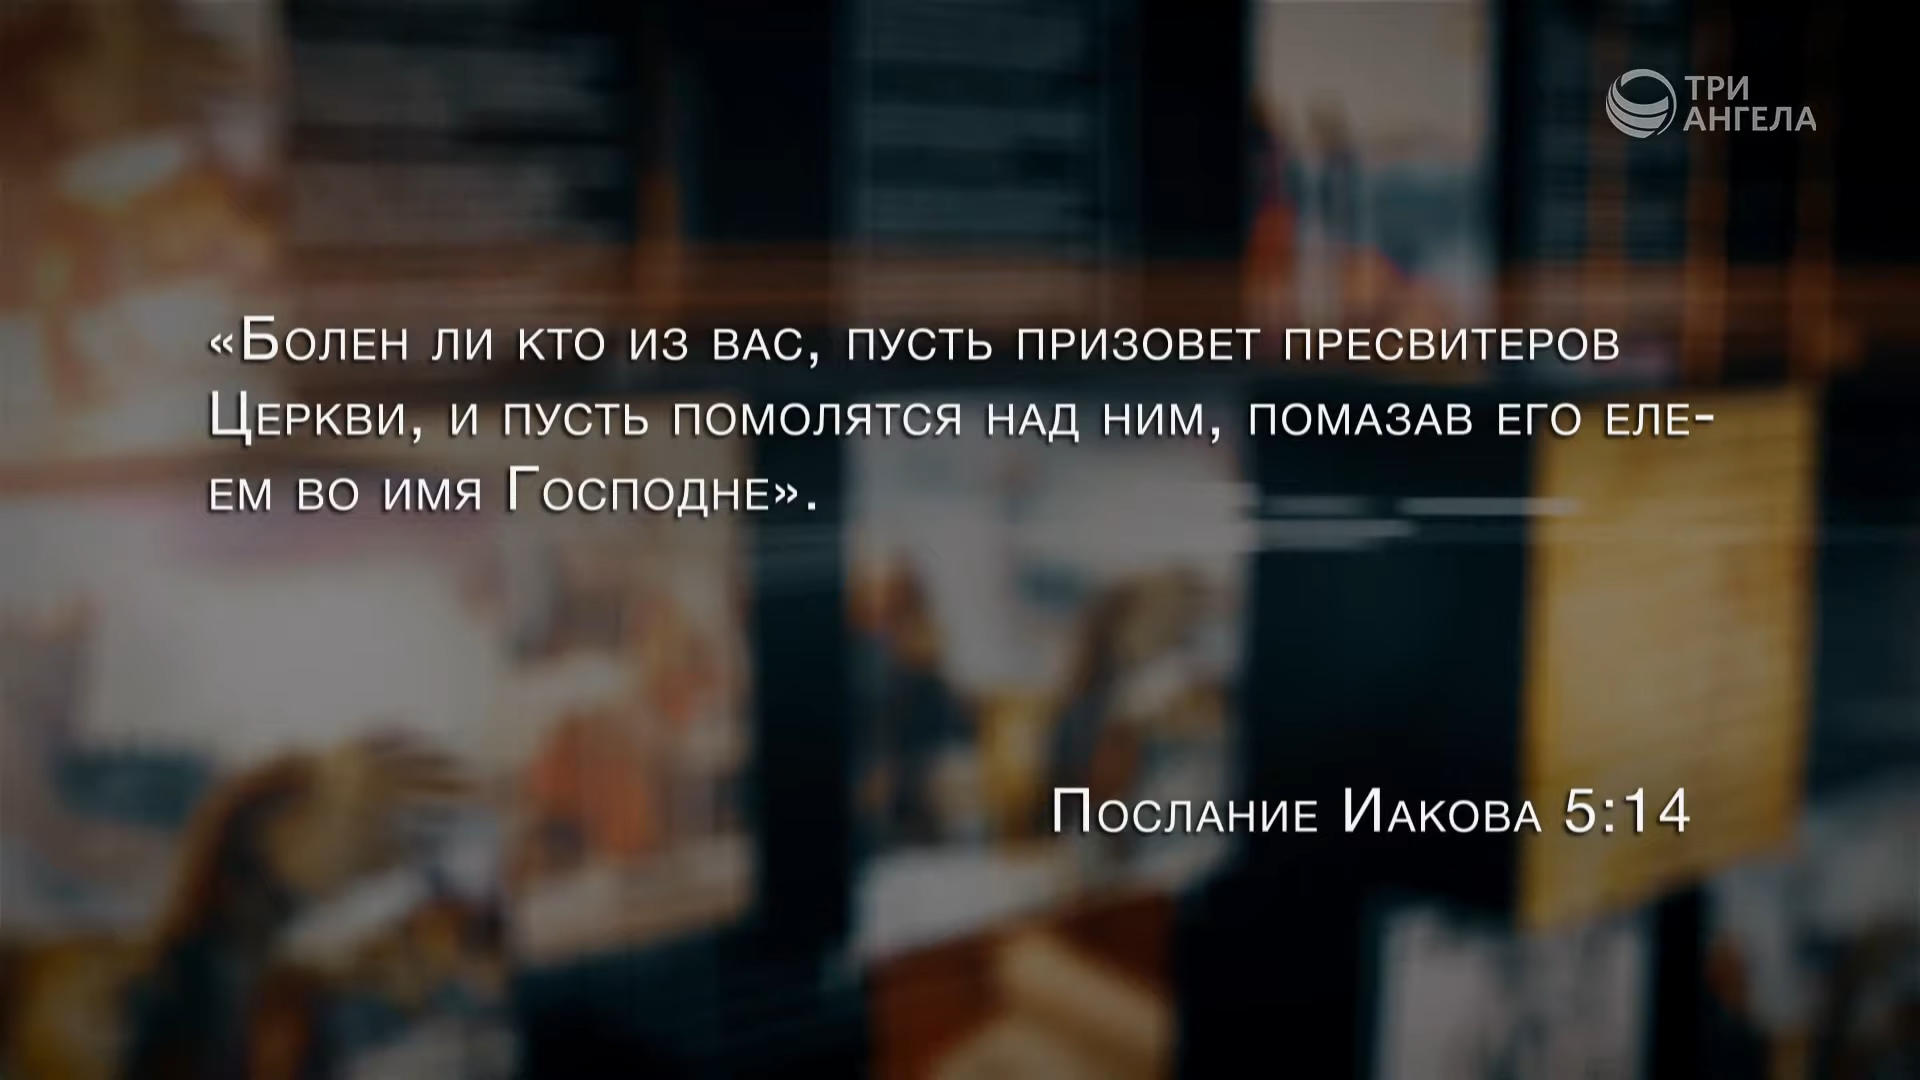 ТРИ
АНГЕЛА
«Болен ли кто из вас, пусть призовет пресвитеров
Церкви, и пусть помолятся над ним, помазав его еле-
ем во имя Господне».
Послание Иакова 5:14